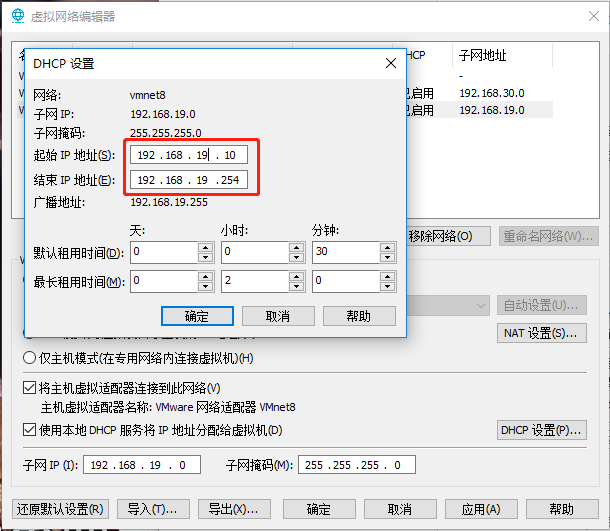 虚拟网络编辑器
DHCP 设置
HCP 子网地址
-
已启用 192.168.30.0
已启用 192.168.19.0
网络: vmnet8
子网 IP: 192.168.19.0
子网掩码: 255.255.255.0
起始 IP 地址(S): 192 . 168 . 19 . 10
结束 IP 地址(E): 192 . 168 . 19 . 254
广播地址: 192.168.19.255
天: 小时: 分钟:
默认租用时间(D): 0 0 30
最长租用时间(M): 0 2 0
确定 取消 帮助
移除网络(O) 重命名网络(W)...
自动设置(U)...
NAT 设置(S)...
仅主机模式(在专用网络内连接虚拟机)(H)
将主机虚拟适配器连接到此网络(V)
主机虚拟适配器名称: VMware 网络适配器 VMnet8
使用本地 DHCP 服务将 IP 地址分配给虚拟机(D) DHCP 设置(P)...
子网 IP (I): 192 . 168 . 19 . 0 子网掩码(M): 255 . 255 . 255 . 0
还原默认设置(R) 导入(T)... 导出(X)... 确定 取消 应用(A) 帮助